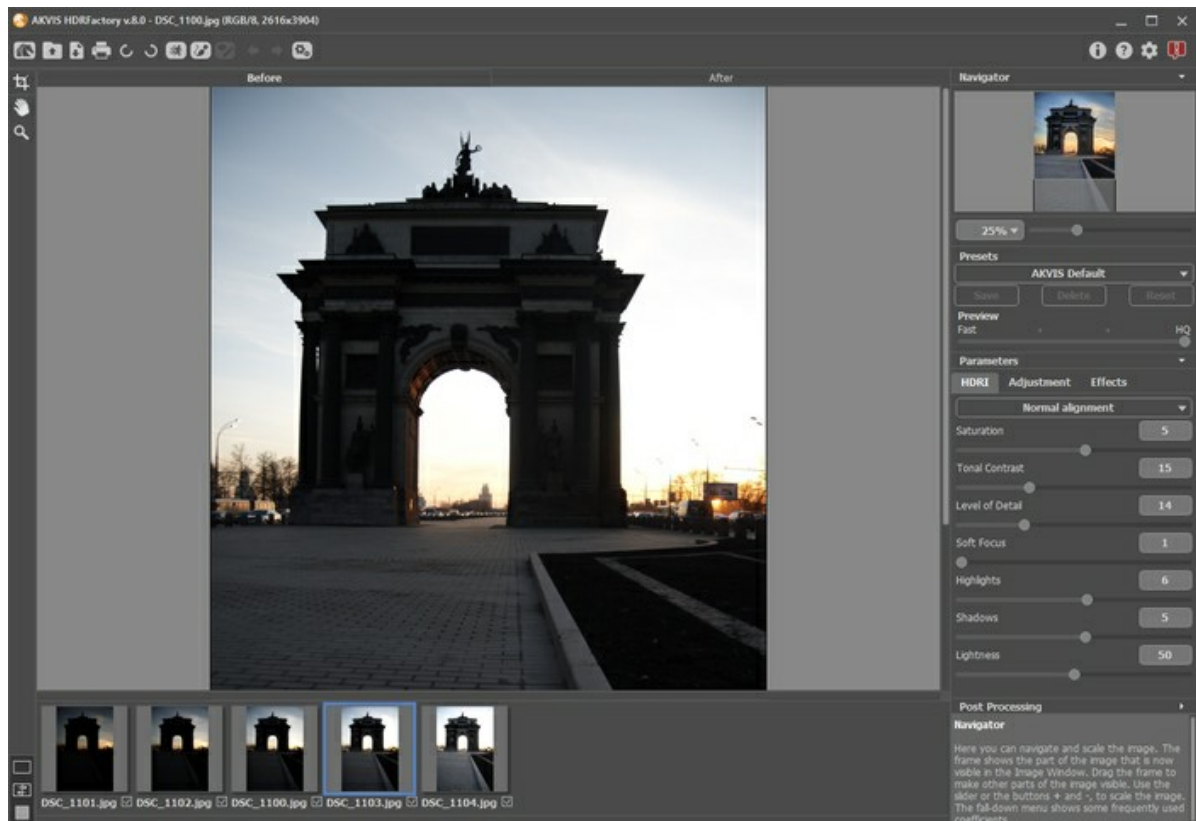 AKVIS HDRFactory v.8.0 - DSC_1100.jpg (RGB/8, 2616x3904)
Before
After
Navigator
25%
Presets
AKVIS Default
Save
Delete
Reset
Preview
Fast
HQ
Parameters
HDRI
Adjustment
Effects
Normal alignment
Saturation
5
Tonal Contrast
15
Level of Detail
14
Soft Focus
1
Highlights
6
Shadows
5
Lightness
50
Post Processing
Navigator
Here you can navigate and scale the image. The
frame shows the part of the image that is now
visible in the Image Window. Drag the frame to
make other parts of the image visible. Use the
slider or the buttons + and -, to scale the image.
The fall-down menu shows some frequently used
coefficients.
DSC_1101.jpg
DSC_1102.jpg
DSC_1100.jpg
DSC_1103.jpg
DSC_1104.jpg